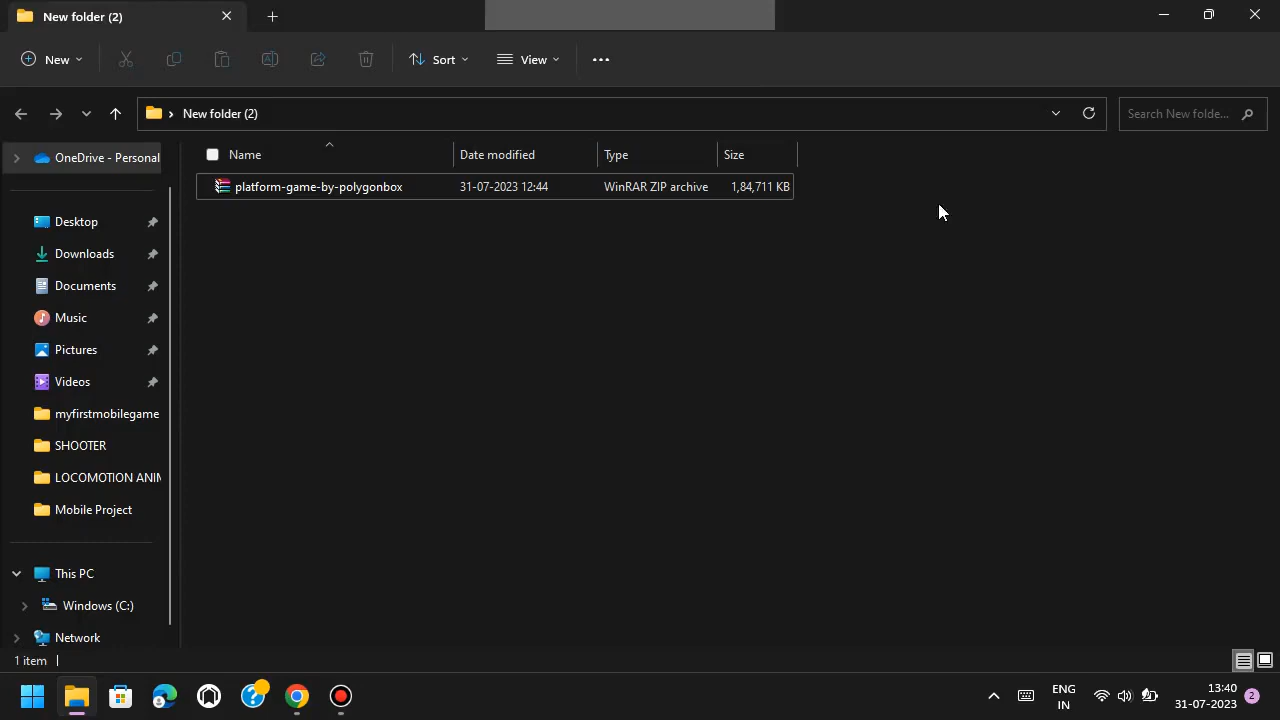 New folder (2)
New
Sort
View
New folder (2)
Search New folde...
OneDrive - Personal
Name
Date modified
Type
Size
platform-game-by-polygonbox
31-07-2023 12:44
WinRAR ZIP archive
1,84,711 KB
Desktop
Downloads
Documents
Music
Pictures
Videos
myfirstmobilegame
SHOOTER
LOCOMOTION ANIM
Mobile Project
This PC
Windows (C:)
Network
1 item
ENG
IN
13:40
31-07-2023
2